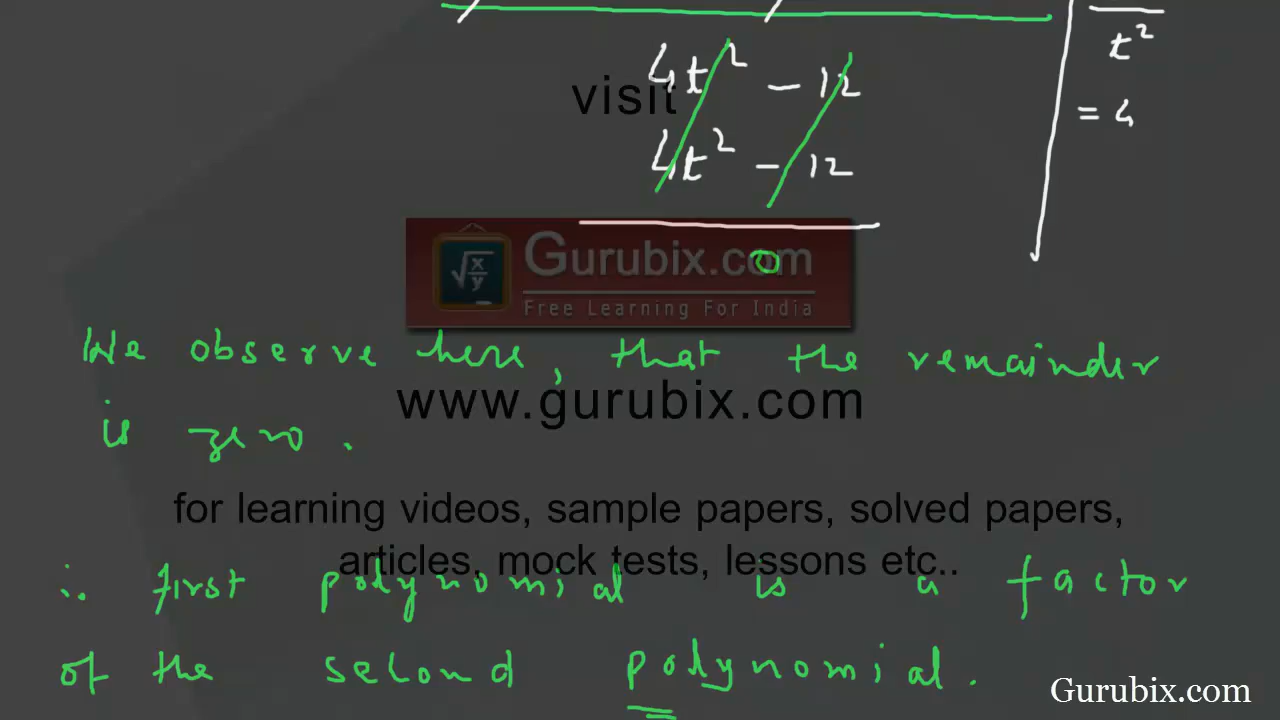 t²
4t² – 12
visit
= 4
4t² – 12
√x/y
Gurubix.com
0
Free Learning For India
We observe here, that the remainder
www.gurubix.com
is zero.
for learning videos, sample papers, solved papers,
articles, mock tests, lessons etc..
∴ first polynomial is a factor
of the second polynomial.
Gurubix.com